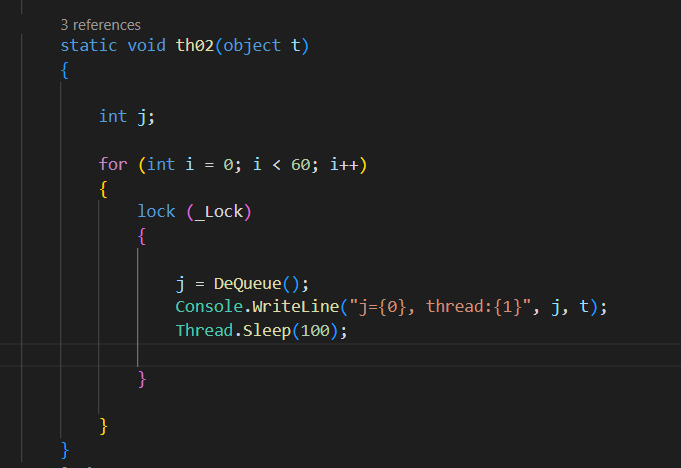 3 references
static void th02(object t)
{
int j;
for (int i = 0; i < 60; i++)
{
lock (_Lock)
{
j = DeQueue();
Console.WriteLine("j={0}, thread:{1}", j, t);
Thread.Sleep(100);
}
}
}